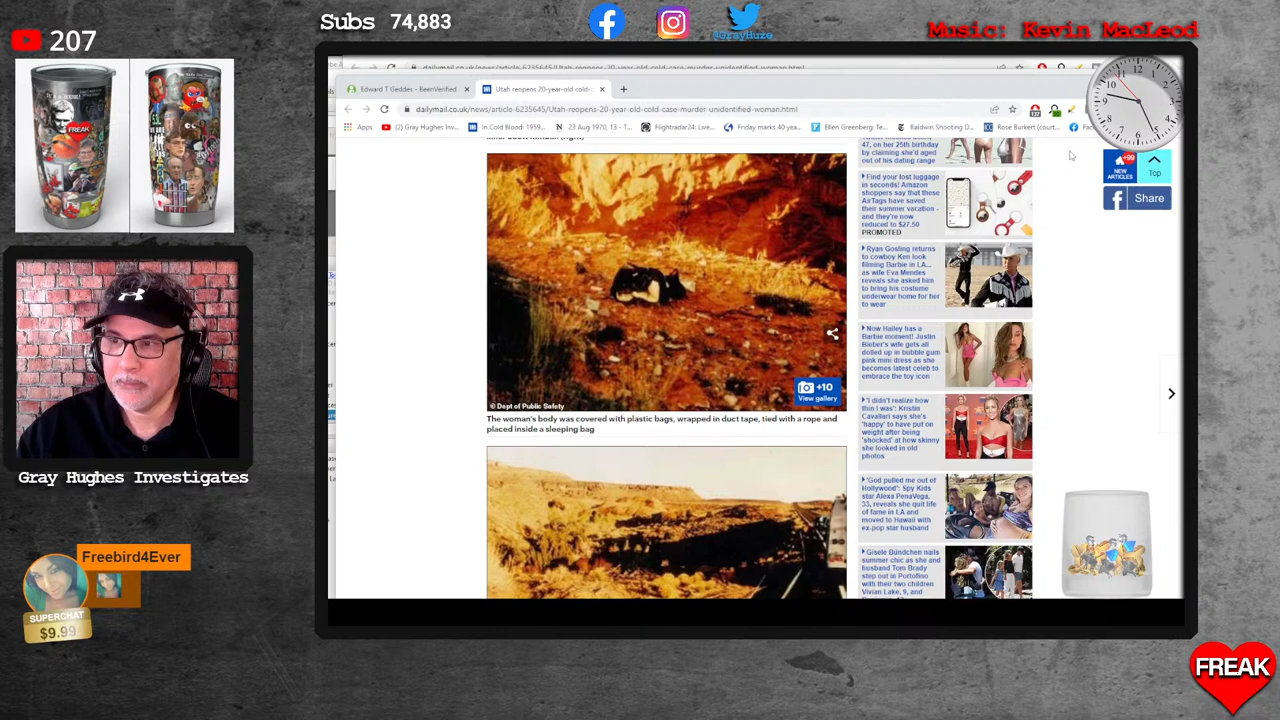 207
Subs 74,883
@GrayHuze
Music: Kevin MacLeod
FREAK
Edward T Geddes - BeenVerified
Utah reopens 20-year-old cold-c
dailymail.co.uk/news/article-6235645/Utah-reopens-20-year-old-cold-case-murder-unidentified-woman.html
Apps
(2) Gray Hughes Inv...
In Cold Blood: 1959...
23 Aug 1970, 13 - T...
Flightradar24: Live...
Friday marks 40 yea...
Ellen Greenberg: Te...
Baldwin Shooting D...
Rose Burkert (court...
47, on her 25th birthday
by claiming she'd aged
out of his dating range
+99
NEW
ARTICLES
Top
Share
Find your lost luggage
in seconds! Amazon
shoppers say that these
AirTags have saved
their summer vacation -
and they're now
reduced to $27.50
PROMOTED
Ryan Gosling returns
to cowboy Ken look
filming Barbie in LA...
as wife Eva Mendes
reveals she asked him
to bring his costume
underwear home for her
to wear
Now Hailey has a
Barbie moment! Justin
Bieber's wife gets all
dolled up in bubble gum
pink mini dress as she
becomes latest celeb to
embrace the toy icon
+10
View gallery
© Dept of Public Safety
The woman's body was covered with plastic bags, wrapped in duct tape, tied with a rope and
placed inside a sleeping bag
'I didn't realize how
thin I was': Kristin
Cavallari says she's
'happy' to have put on
weight after being
'shocked' at how skinny
she looked in old
photos
'God pulled me out of
Hollywood': Spy Kids
star Alexa PenaVega,
33, reveals she quit life
of fame in LA and
moved to Hawaii with
ex-pop star husband
Gisele Bündchen nails
summer chic as she and
husband Tom Brady
step out in Portofino
with their two children
Vivian Lake, 9, and
Gray Hughes Investigates
Freebird4Ever
SUPERCHAT
$9.99
FREAK